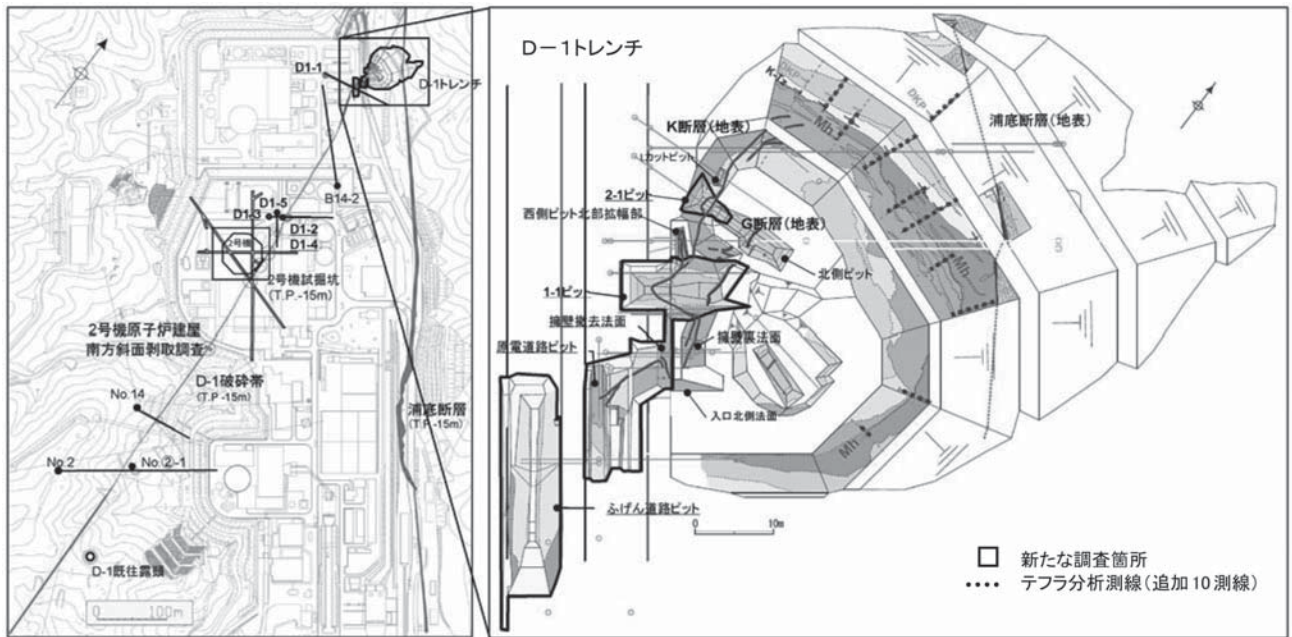 D1-1
D-1トレンチ
B14-2
D1-5
D1-3
D1-2
D1-4
2号機
2号機試掘坑
(T.P.-15m)
2号機原子炉建屋
南方斜面剥取調査
D-1破砕帯
(T.P-15m)
No.14
浦底断層
(T.P.-15m)
No.2
No.②-1
D-1既往露頭
0 100m
D-1トレンチ
K-Tz
DKP
DKP
Mh
浦底断層(地表)
K断層(地表)
Lカットピット
2-1ピット
西側ピット北部拡幅部
G断層(地表)
北側ピット
Mh
1-1ピット
擁壁撤去法面
擁壁裏法面
原電道路ピット
入口北側法面
Mh
ふげん道路ピット
0 10m
新たな調査箇所
テフラ分析測線(追加10測線)